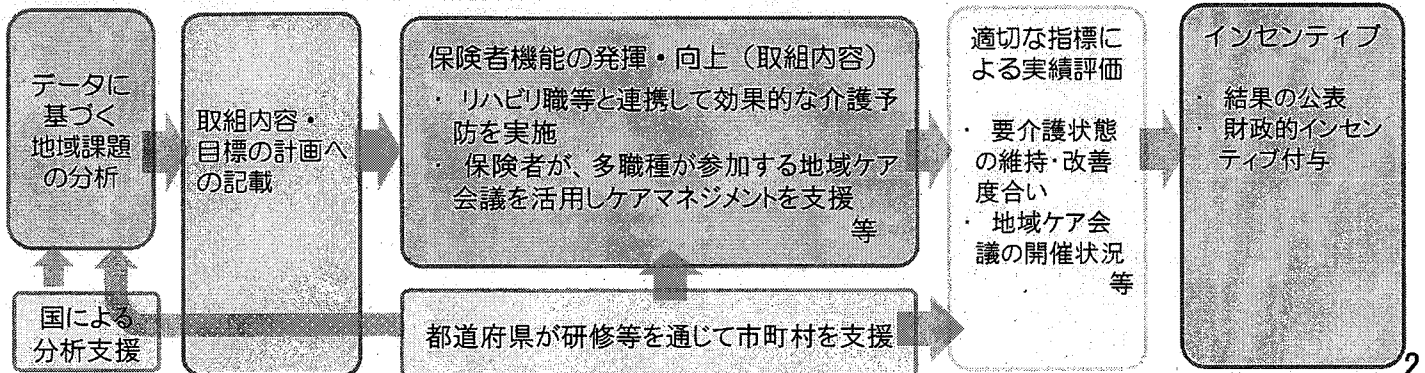 データに
基づく
地域課題
の分析
国による
分析支援
取組内容・
目標の計画へ
の記載
保険者機能の発揮・向上（取組内容）
・ リハビリ職等と連携して効果的な介護予
防を実施
・ 保険者が、多職種が参加する地域ケア
会議を活用しケアマネジメントを支援
等
都道府県が研修等を通じて市町村を支援
適切な指標に
よる実績評価
・ 要介護状態
の維持・改善
度合い
・ 地域ケア会
議の開催状況
等
インセンティブ
・ 結果の公表
・ 財政的インセン
ティブ付与
2